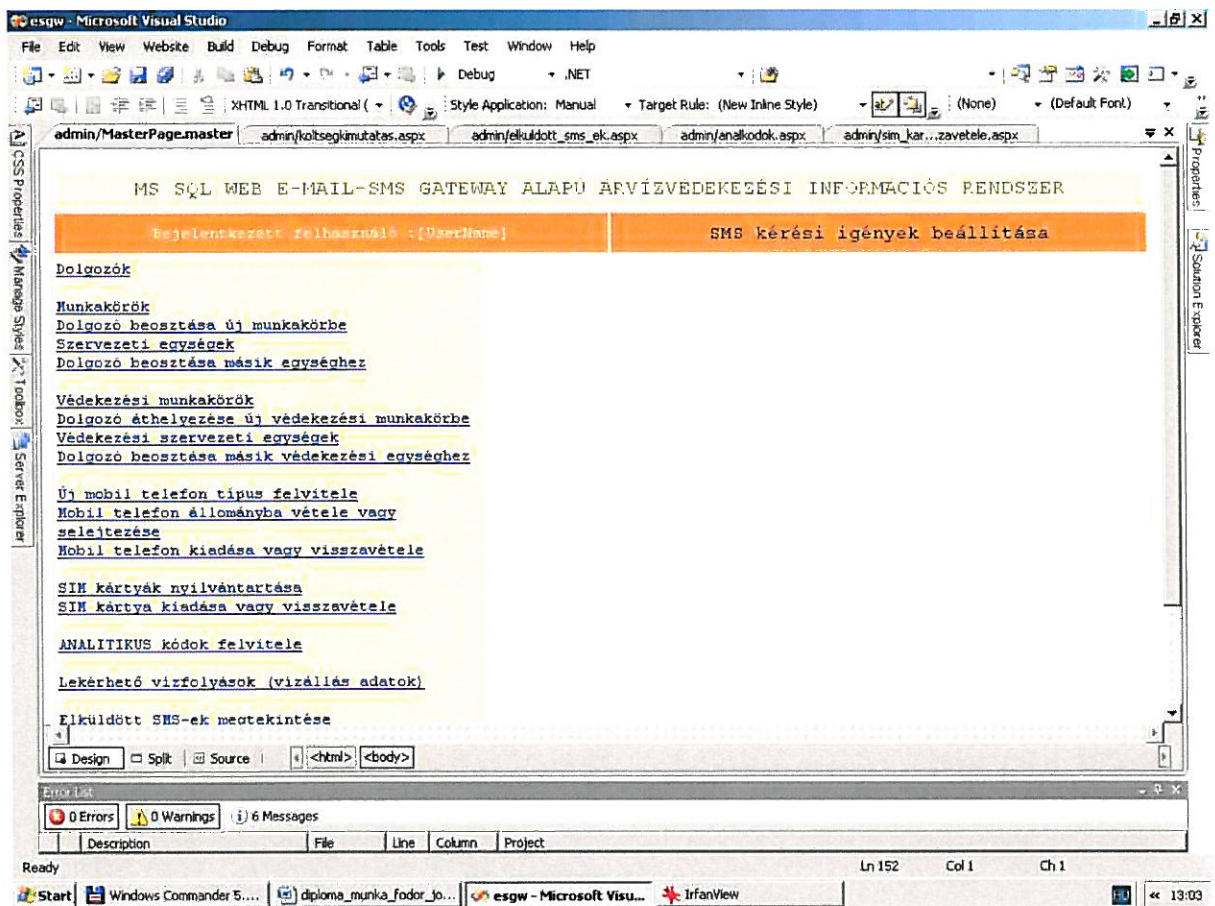 esgw - Microsoft Visual Studio
File Edit View Website Build Debug Format Table Tools Test Window Help
Debug .NET
XHTML 1.0 Transitional ( Style Application: Manual Target Rule: (New Inline Style) (None) (Default Font)
admin/MasterPage.master admin/koltsegkimutatas.aspx admin/elkuldott_sms_ek.aspx admin/analkodok.aspx admin/sim_kar...zavetele.aspx
CSS Properties
Manage Styles
Toolbox
Server Explorer
Properties
Solution Explorer
MS SQL WEB E-MAIL-SMS GATEWAY ALAPÚ ÁRVÍZVÉDEKEZÉSI INFORMÁCIÓS RENDSZER
Bejelentkezett felhasználó :[UserName] SMS kérési igények beállítása
Dolgozók
Munkakörök
Dolgozó beosztása új munkakörbe
Szervezeti egységek
Dolgozó beosztása másik egységhez
Védekezési munkakörök
Dolgozó áthelyezése új védekezési munkakörbe
Védekezési szervezeti egységek
Dolgozó beosztása másik védekezési egységhez
Új mobil telefon típus felvitele
Mobil telefon állományba vétele vagy
selejtezése
Mobil telefon kiadása vagy visszavétele
SIM kártyák nyilvántartása
SIM kártya kiadása vagy visszavétele
ANALITIKUS kódok felvitele
Lekérhető vízfolyások (vízállás adatok)
Elküldött SMS-ek megtekintése
Design Split Source <html> <body>
Error List
0 Errors 0 Warnings 6 Messages
Description File Line Column Project
Ready Ln 152 Col 1 Ch 1
Start Windows Commander 5.... diploma_munka_fodor_jo... esgw - Microsoft Visu... IrfanView HU « 13:03